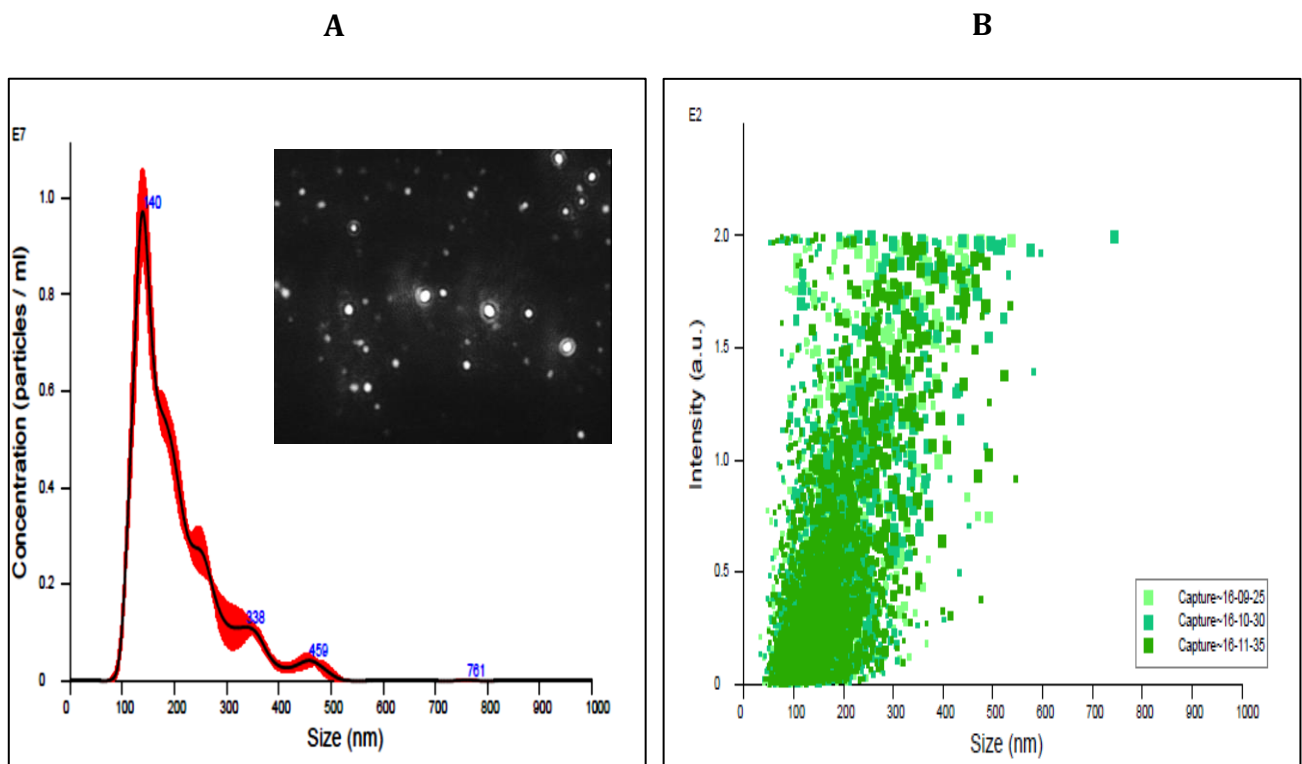 A
B
E7
Concentration (particles / ml)
1.0
0.8
0.6
0.4
0.2
0
140
338
459
761
0 100 200 300 400 500 600 700 800 900 1000
Size (nm)
E2
Intensity (a.u.)
2.0
1.5
1.0
0.5
0
Capture~16-09-25
Capture~16-10-30
Capture~16-11-35
0 100 200 300 400 500 600 700 800 900 1000
Size (nm)